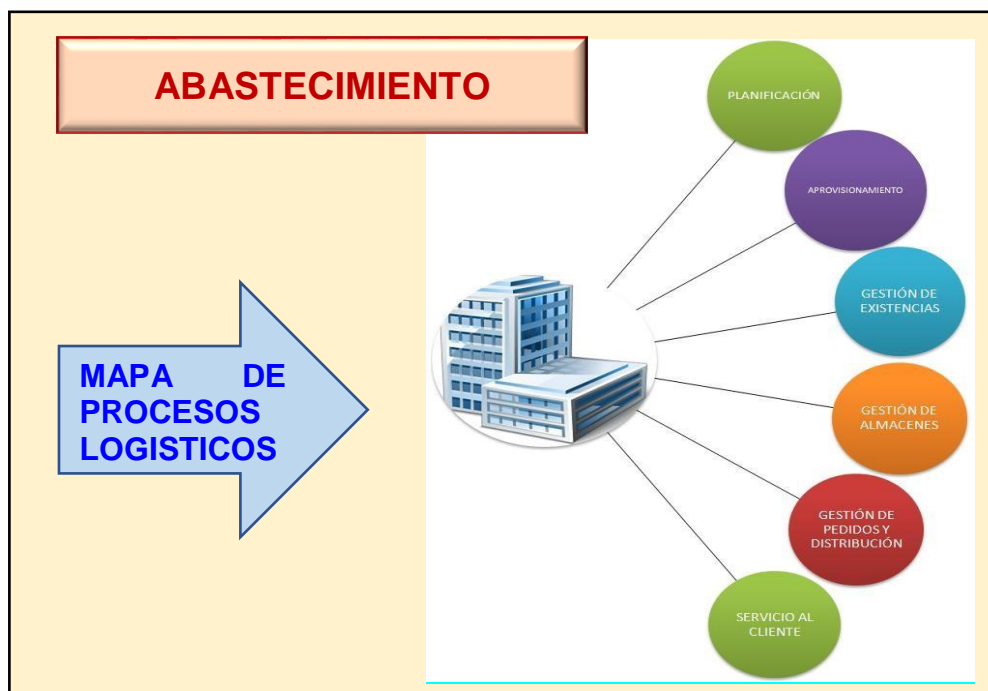 ABASTECIMIENTO
MAPA DE
PROCESOS
LOGISTICOS
PLANIFICACIÓN
APROVISIONAMIENTO
GESTIÓN DE
EXISTENCIAS
GESTIÓN DE
ALMACENES
GESTIÓN DE
PEDIDOS Y
DISTRIBUCIÓN
SERVICIO AL
CLIENTE